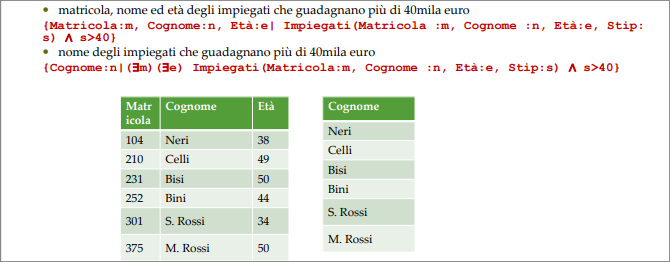 • matricola, nome ed età degli impiegati che guadagnano più di 40mila euro
{Matricola:m, Cognome:n, Età:e| Impiegati(Matricola :m, Cognome :n, Età:e, Stip:
s) ∧ s>40}
• nome degli impiegati che guadagnano più di 40mila euro
{Cognome:n|(∃m)(∃e) Impiegati(Matricola:m, Cognome :n, Età:e, Stip:s) ∧ s>40}
Matr Cognome Età
icola
104 Neri 38
210 Celli 49
231 Bisi 50
252 Bini 44
301 S. Rossi 34
375 M. Rossi 50
Cognome
Neri
Celli
Bisi
Bini
S. Rossi
M. Rossi